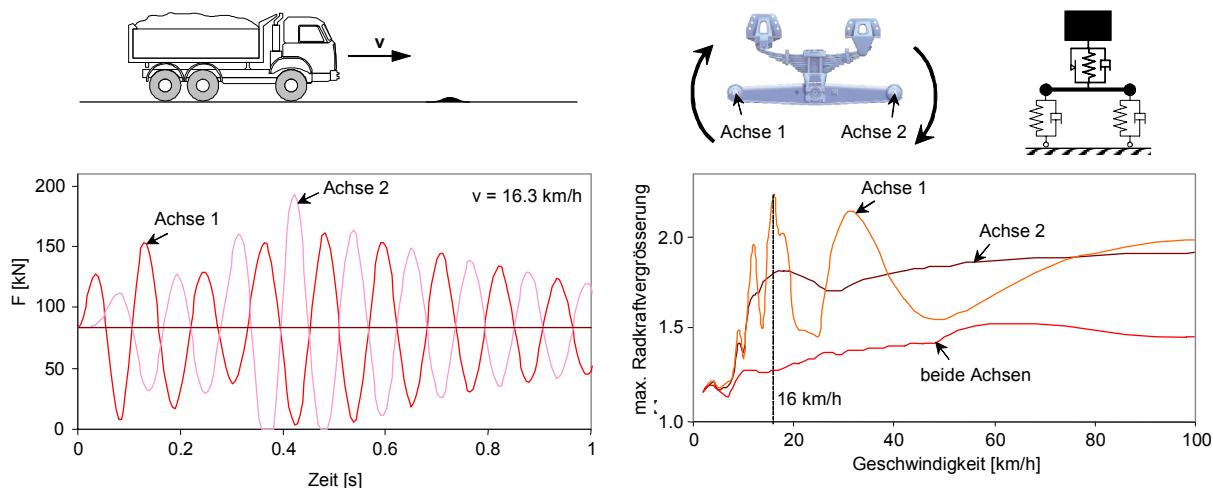 v
Achse 1
Achse 2
F [kN]
200
150
100
50
0
Achse 1
Achse 2
v = 16.3 km/h
0
0.2
0.4
0.6
0.8
1
Zeit [s]
max. Radkraftvergrösserung
2.0
1.5
1.0
Achse 1
Achse 2
beide Achsen
16 km/h
0
20
40
60
80
100
Geschwindigkeit [km/h]